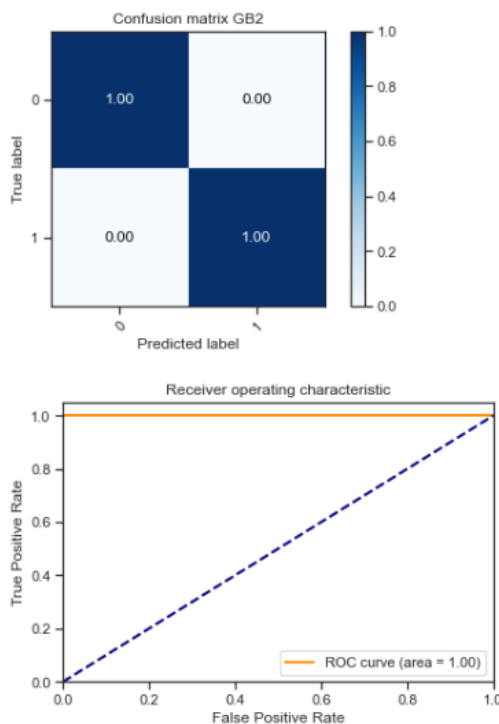 Confusion matrix GB2
1.0
0.8
0.6
0.4
0.2
0.0
True label
0
1
1.00 0.00
0.00 1.00
0 1
Predicted label
Receiver operating characteristic
True Positive Rate
1.0
0.8
0.6
0.4
0.2
0.0
ROC curve (area = 1.00)
0.0 0.2 0.4 0.6 0.8 1.0
False Positive Rate